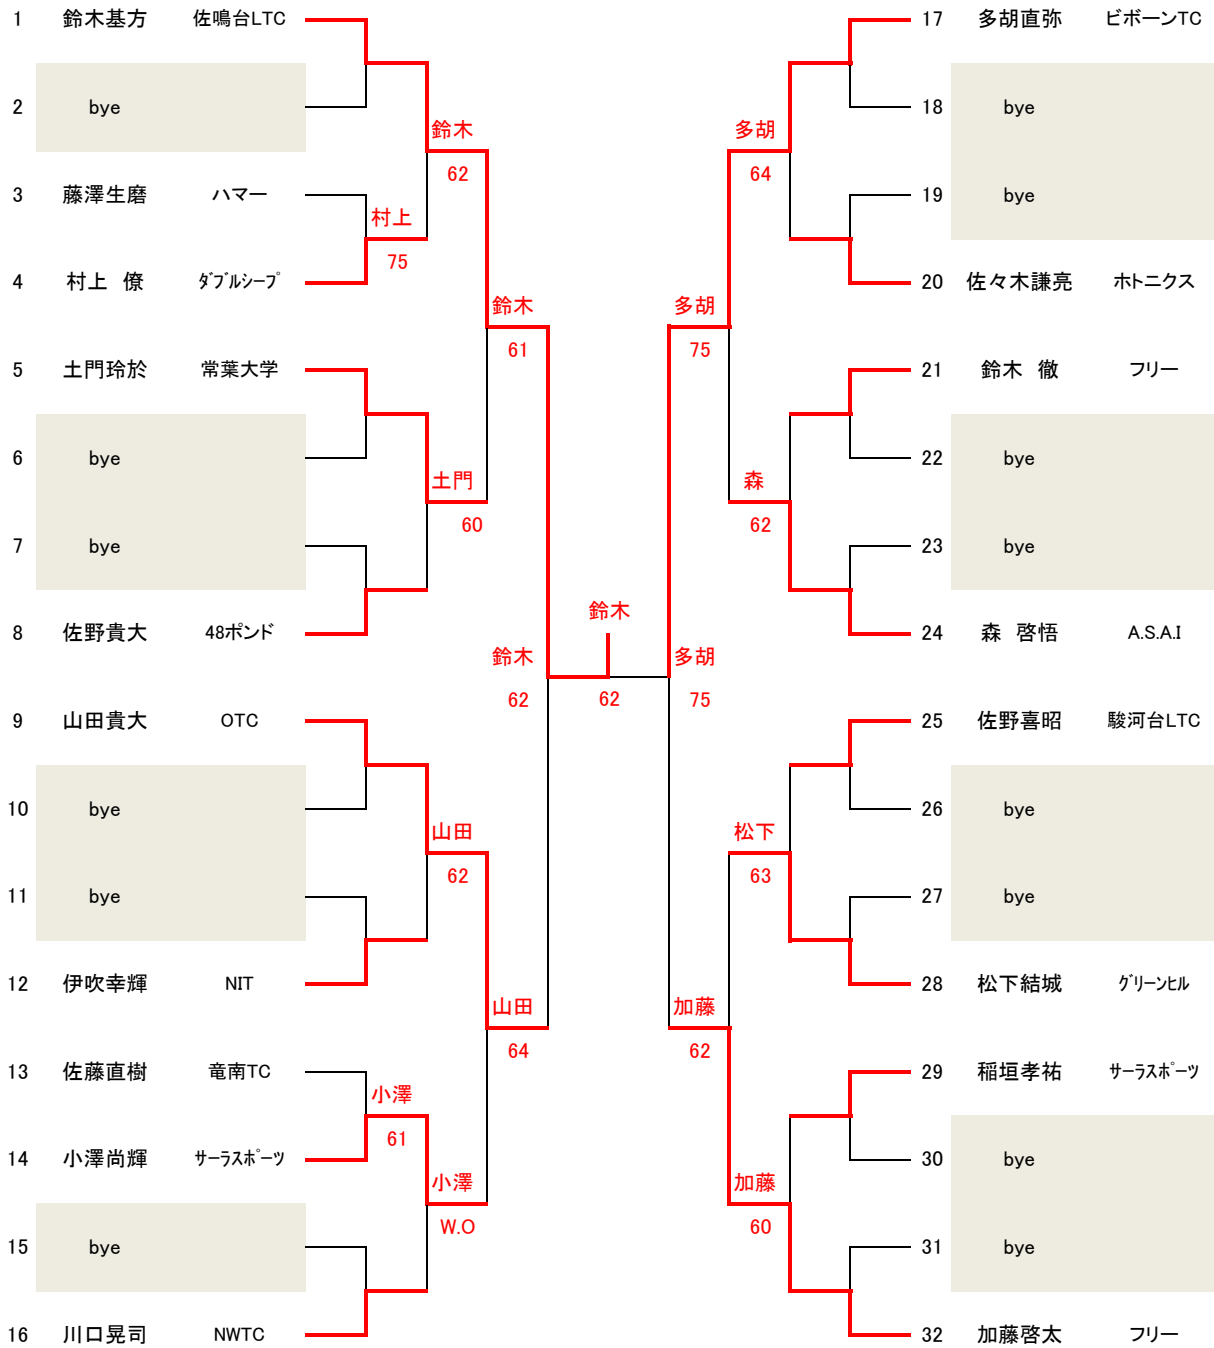 1 鈴木基方 佐鳴台LTC
2 bye
鈴木
62
3 藤澤生磨 ハマー
村上
75
4 村上 僚 ﾀﾞﾌﾞﾙｼｰﾌﾟ
鈴木
61
5 土門玲於 常葉大学
6 bye
土門
60
7 bye
8 佐野貴大 48ポンド
鈴木
62
9 山田貴大 OTC
10 bye
山田
62
11 bye
12 伊吹幸輝 NIT
山田
64
13 佐藤直樹 竜南TC
小澤
61
14 小澤尚輝 ｻｰﾗｽﾎﾟｰﾂ
小澤
W.O
15 bye
16 川口晃司 NWTC
鈴木
62
17 多胡直弥 ビボーンTC
18 bye
多胡
64
19 bye
20 佐々木謙亮 ホトニクス
多胡
75
21 鈴木 徹 フリー
22 bye
森
62
23 bye
24 森 啓悟 A.S.A.I
多胡
75
25 佐野喜昭 駿河台LTC
26 bye
松下
63
27 bye
28 松下結城 ｸﾞﾘｰﾝﾋﾙ
加藤
62
29 稲垣孝祐 ｻｰﾗｽﾎﾟｰﾂ
30 bye
加藤
60
31 bye
32 加藤啓太 フリー